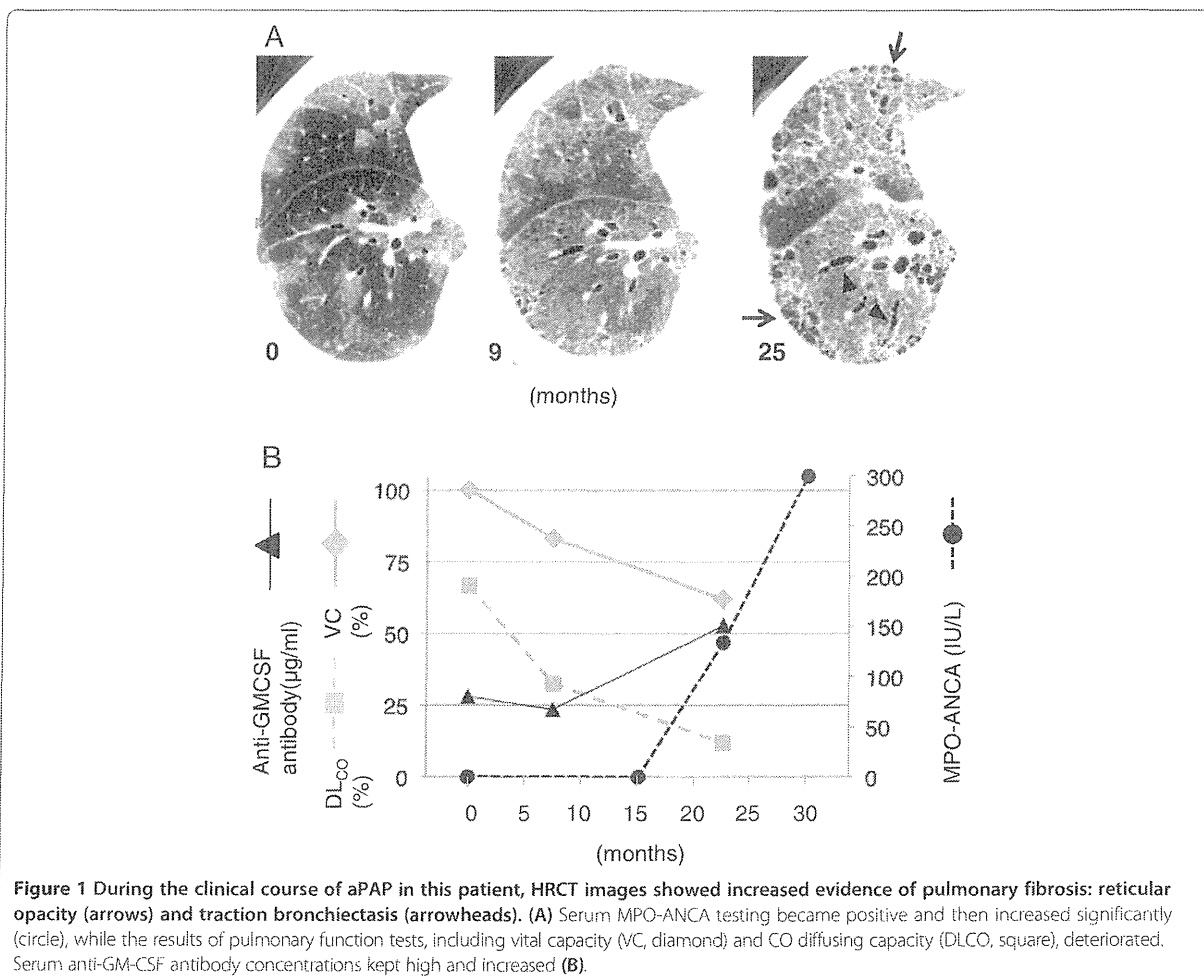 A
0
9
25
(months)
B
Anti-GMCSF
antibody(µg/ml)
DLCO
(%)
VC
(%)
100
75
50
25
0
300
250
200
150
100
50
0
MPO-ANCA (IU/L)
0 5 10 15 20 25 30
(months)
Figure 1 During the clinical course of aPAP in this patient, HRCT images showed increased evidence of pulmonary fibrosis: reticular
opacity (arrows) and traction bronchiectasis (arrowheads). (A) Serum MPO-ANCA testing became positive and then increased significantly
(circle), while the results of pulmonary function tests, including vital capacity (VC, diamond) and CO diffusing capacity (DLCO, square), deteriorated.
Serum anti-GM-CSF antibody concentrations kept high and increased (B).